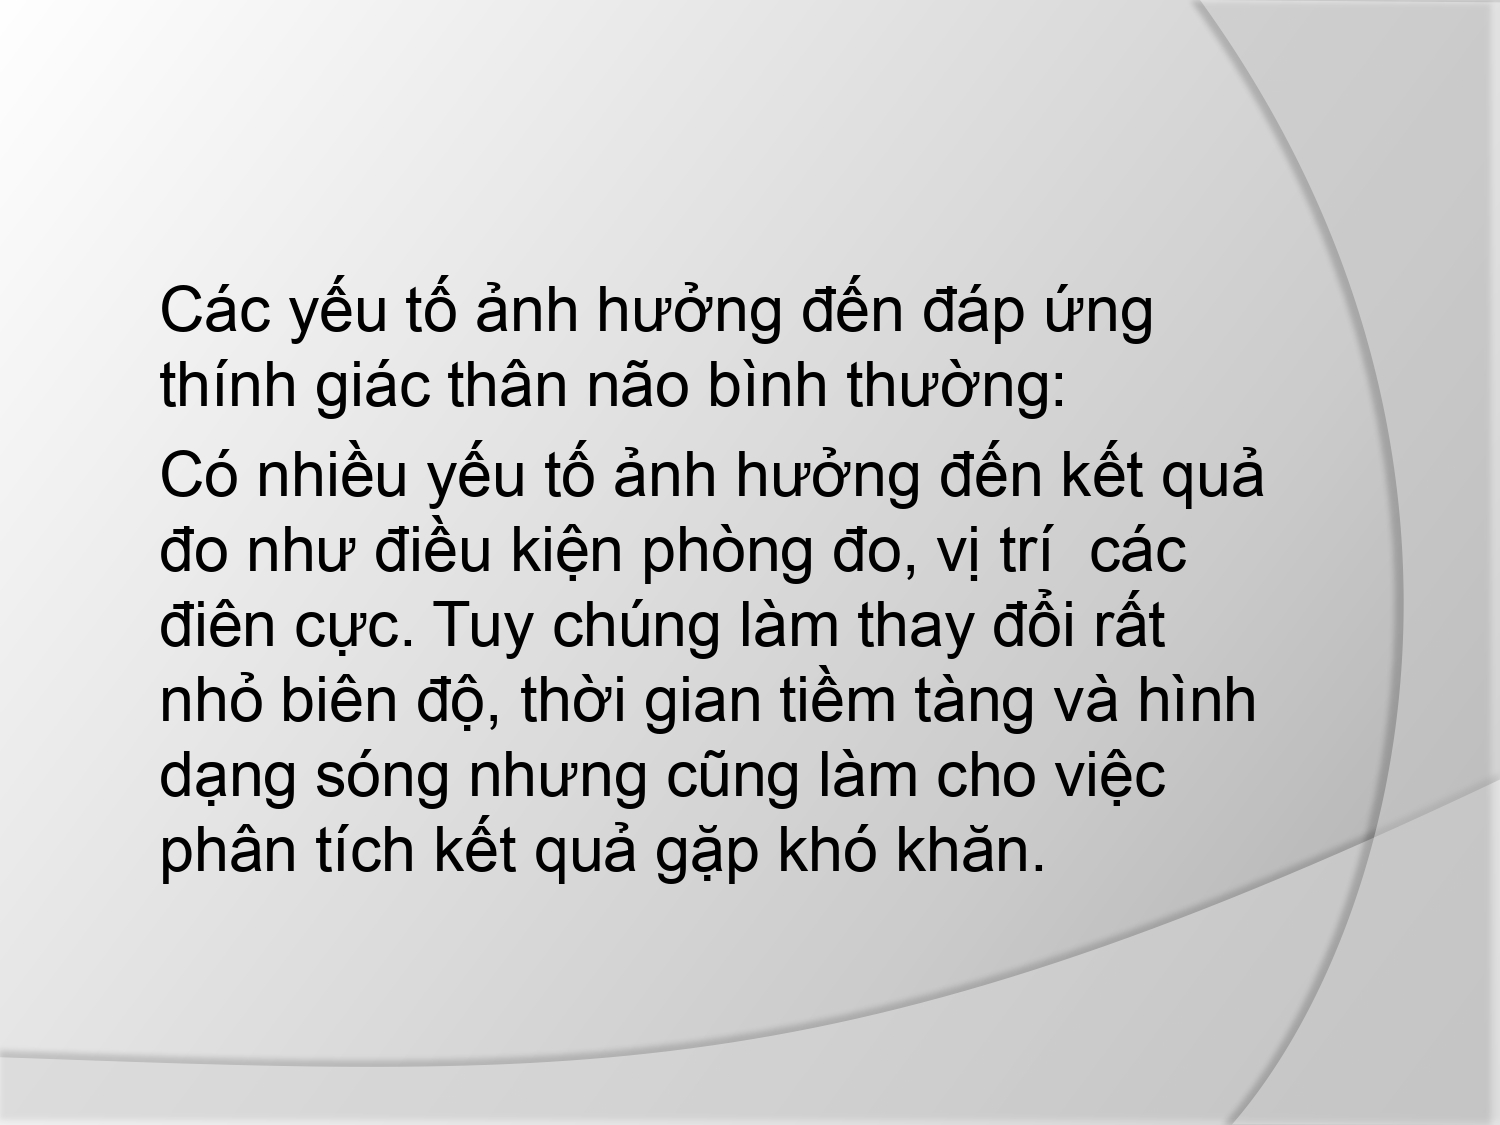 Các yếu tố ảnh hưởng đến đáp ứng
thính giác thân não bình thường:
Có nhiều yếu tố ảnh hưởng đến kết quả
đo như điều kiện phòng đo, vị trí  các
điên cực. Tuy chúng làm thay đổi rất
nhỏ biên độ, thời gian tiềm tàng và hình
dạng sóng nhưng cũng làm cho việc
phân tích kết quả gặp khó khăn.